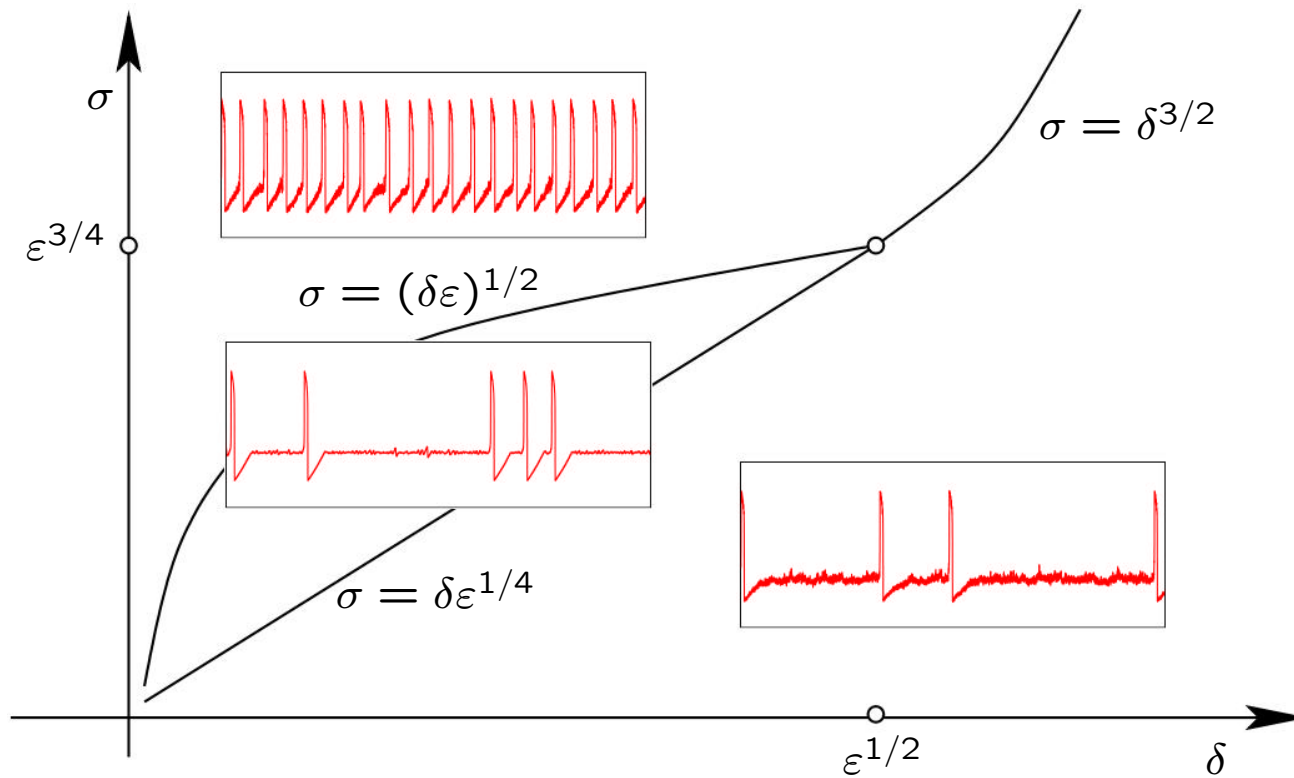 σ
σ = δ^{3/2}
ε^{3/4}
σ = (δε)^{1/2}
σ = δε^{1/4}
ε^{1/2}
δ